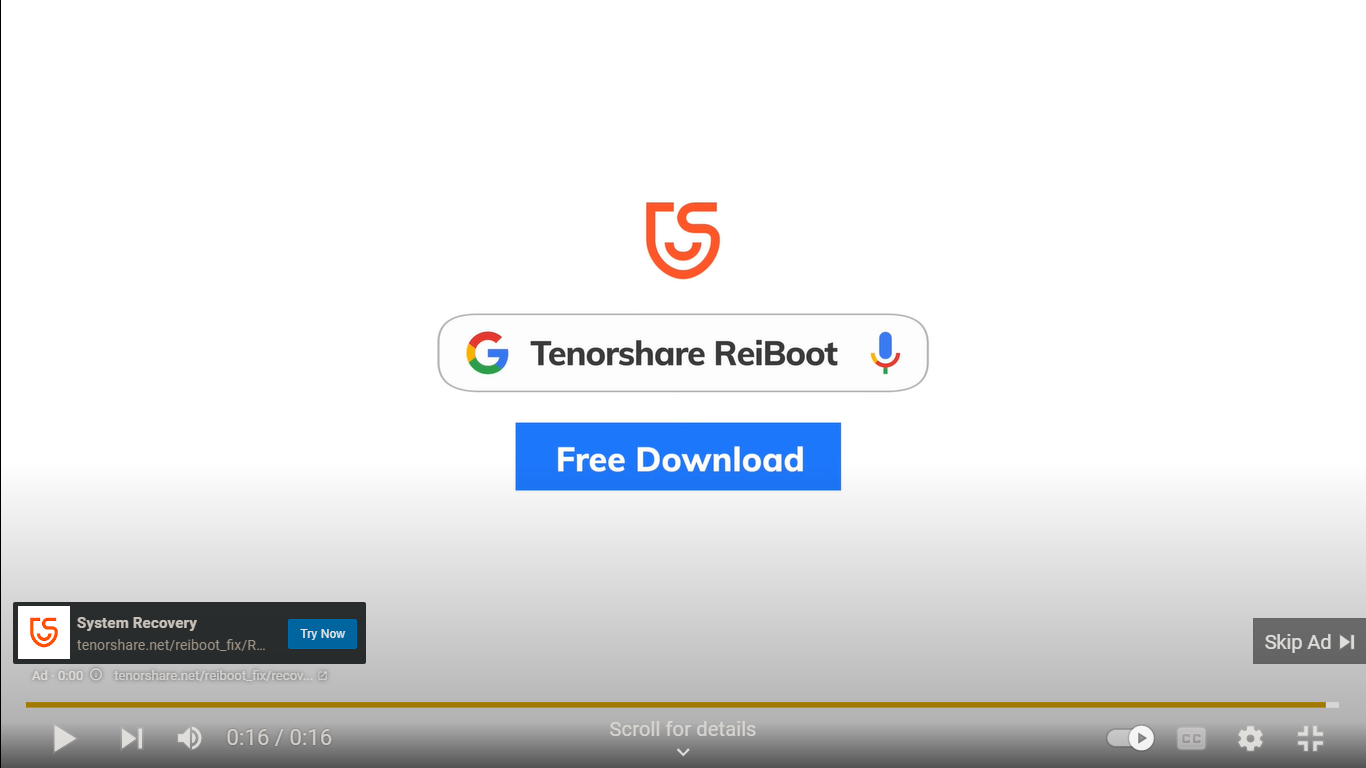 Tenorshare ReiBoot
Free Download
System Recovery
tenorshare.net/reiboot_fix/R...
Try Now
Skip Ad
Ad · 0:00 tenorshare.net/reiboot_fix/recov...
0:16 / 0:16
Scroll for details
CC